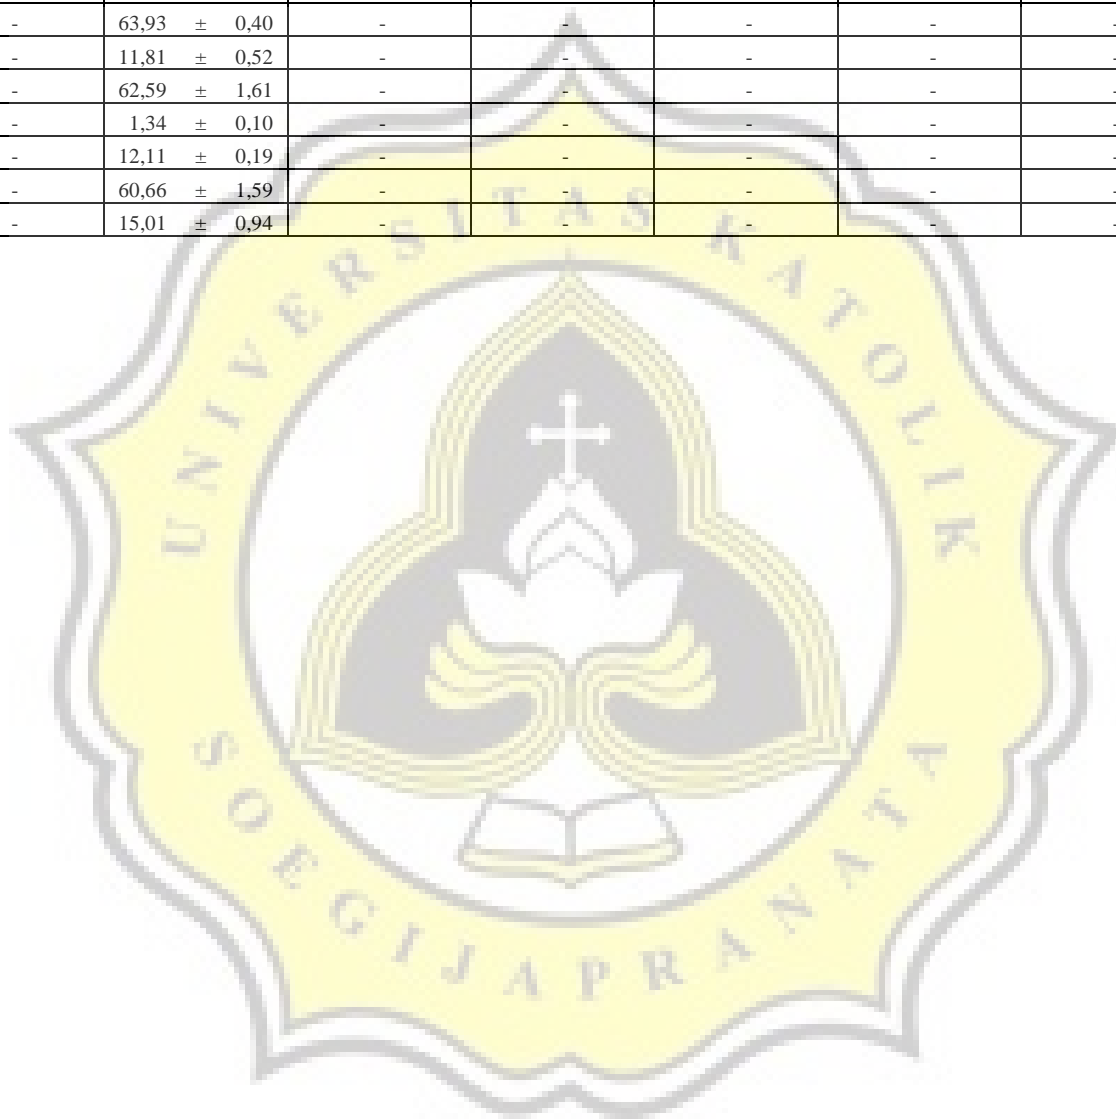 - 63,93 ± 0,40 - - - - -
- 11,81 ± 0,52 - - - - -
- 62,59 ± 1,61 - - - - -
- 1,34 ± 0,10 - - - - -
- 12,11 ± 0,19 - - - - -
- 60,66 ± 1,59 - - - - -
- 15,01 ± 0,94 - - - - -
UNIVERSITAS KATOLIK
SOEGIJAPRANATA